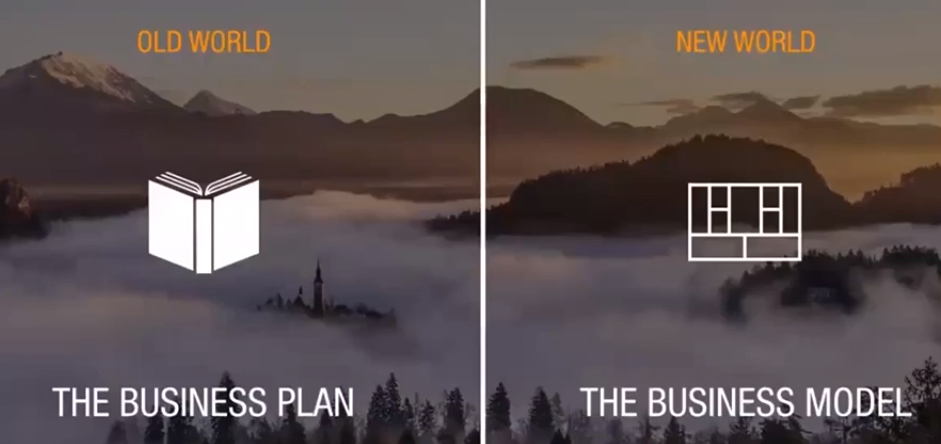 OLD WORLD
THE BUSINESS PLAN
NEW WORLD
THE BUSINESS MODEL